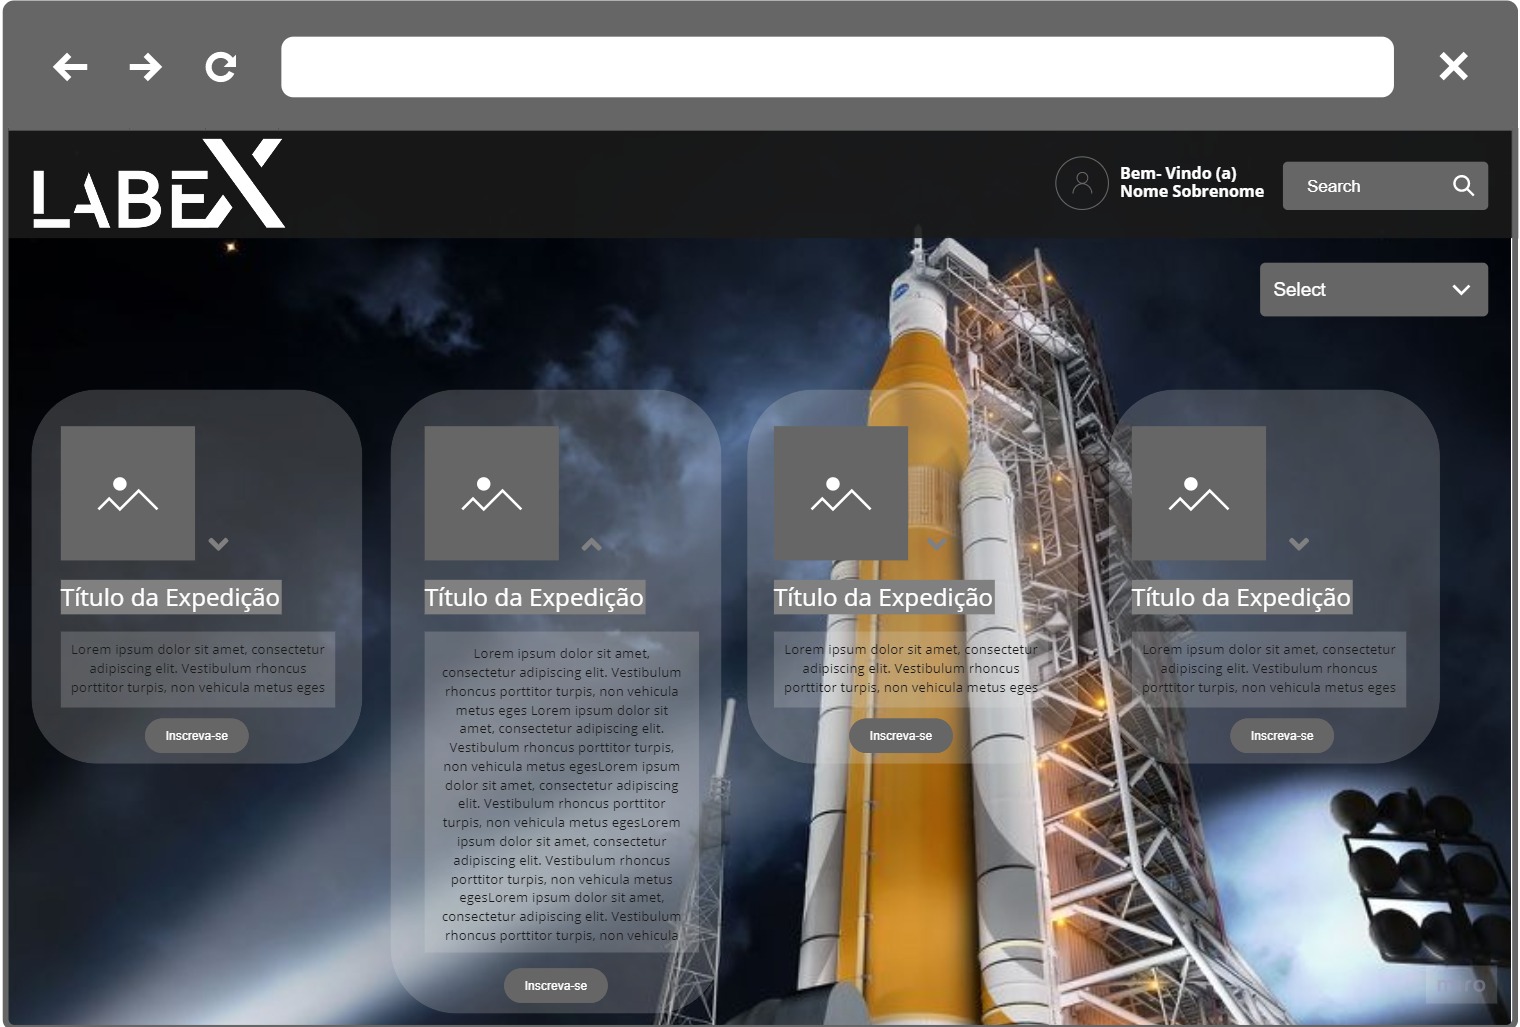 LABEX
Bem- Vindo (a)
Nome Sobrenome
Search
Select
Título da Expedição
Lorem ipsum dolor sit amet, consectetur
adipiscing elit. Vestibulum rhoncus
porttitor turpis, non vehicula metus eges
Inscreva-se
Título da Expedição
Lorem ipsum dolor sit amet,
consectetur adipiscing elit. Vestibulum
rhoncus porttitor turpis, non vehicula
metus eges Lorem ipsum dolor sit
amet, consectetur adipiscing elit.
Vestibulum rhoncus porttitor turpis,
non vehicula metus egesLorem ipsum
dolor sit amet, consectetur adipiscing
elit. Vestibulum rhoncus porttitor
turpis, non vehicula metus egesLorem
ipsum dolor sit amet, consectetur
adipiscing elit. Vestibulum rhoncus
porttitor turpis, non vehicula metus
egesLorem ipsum dolor sit amet,
consectetur adipiscing elit. Vestibulum
rhoncus porttitor turpis, non vehicula
Inscreva-se
Título da Expedição
Lorem ipsum dolor sit amet, consectetur
adipiscing elit. Vestibulum rhoncus
porttitor turpis, non vehicula metus eges
Inscreva-se
Título da Expedição
Lorem ipsum dolor sit amet, consectetur
adipiscing elit. Vestibulum rhoncus
porttitor turpis, non vehicula metus eges
Inscreva-se
miro